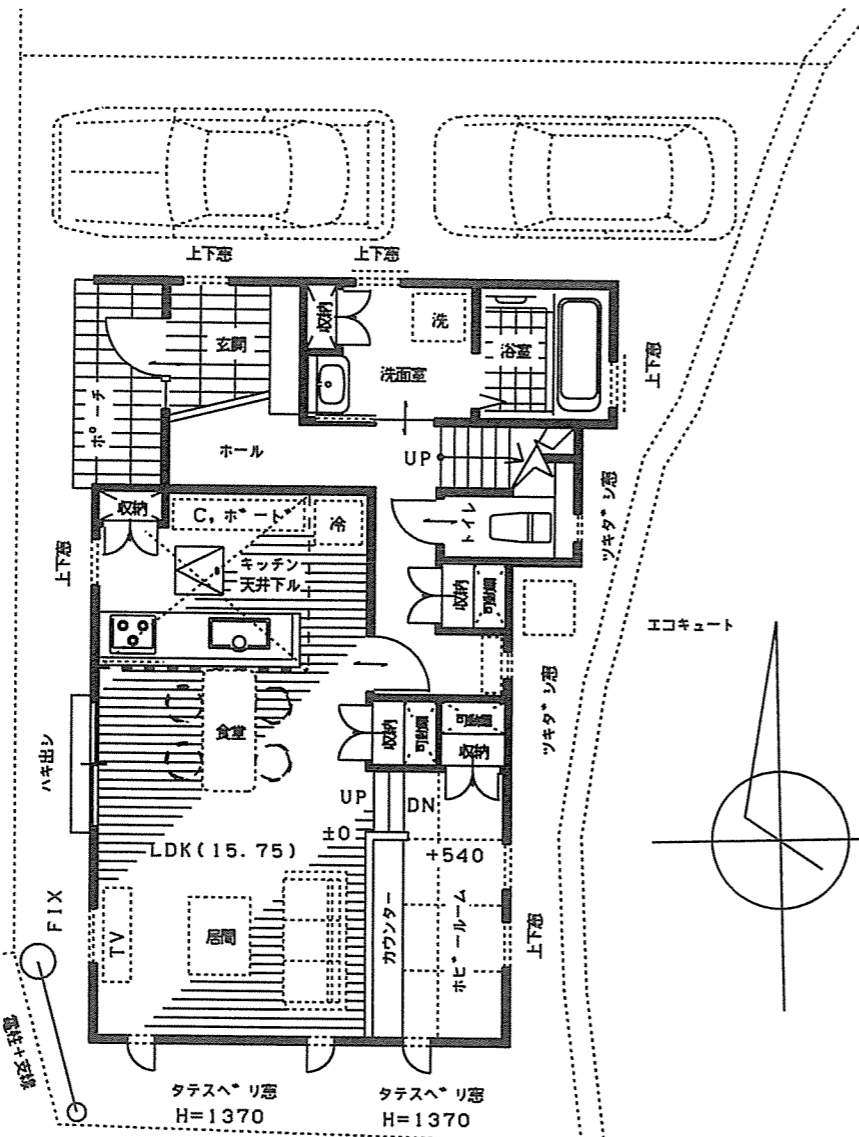 上下窓
上下窓
収納
洗
玄関
浴室
洗面室
上下窓
ポーチ
ホール
UP
収納
C,ボード
冷
トイレ
ツキダシ窓
上下窓
キッチン
天井下ル
収納
可動棚
エコキュート
ハキ出シ
食堂
収納
可動棚
可動棚
収納
ツキダシ窓
UP
DN
±0
LDK(15.75)
+540
FIX
TV
居間
カウンター
ホビールーム
上下窓
電柱+支線
タテスベリ窓
H=1370
タテスベリ窓
H=1370